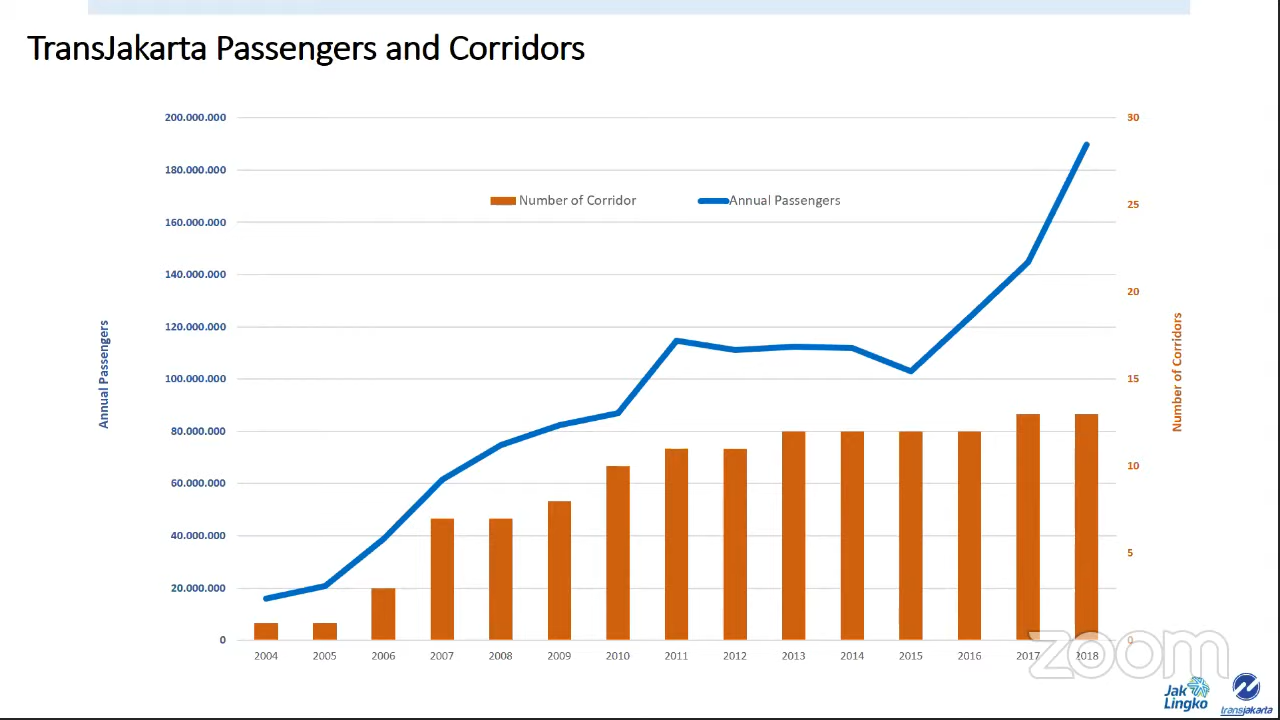 TransJakarta Passengers and Corridors
200.000.000
180.000.000
160.000.000
140.000.000
120.000.000
100.000.000
80.000.000
60.000.000
40.000.000
20.000.000
0
Annual Passengers
Number of Corridor
Annual Passengers
30
25
20
15
10
5
0
Number of Corridors
2004 2005 2006 2007 2008 2009 2010 2011 2012 2013 2014 2015 2016 2017 2018
zoom
Jak
Lingko
transjakarta